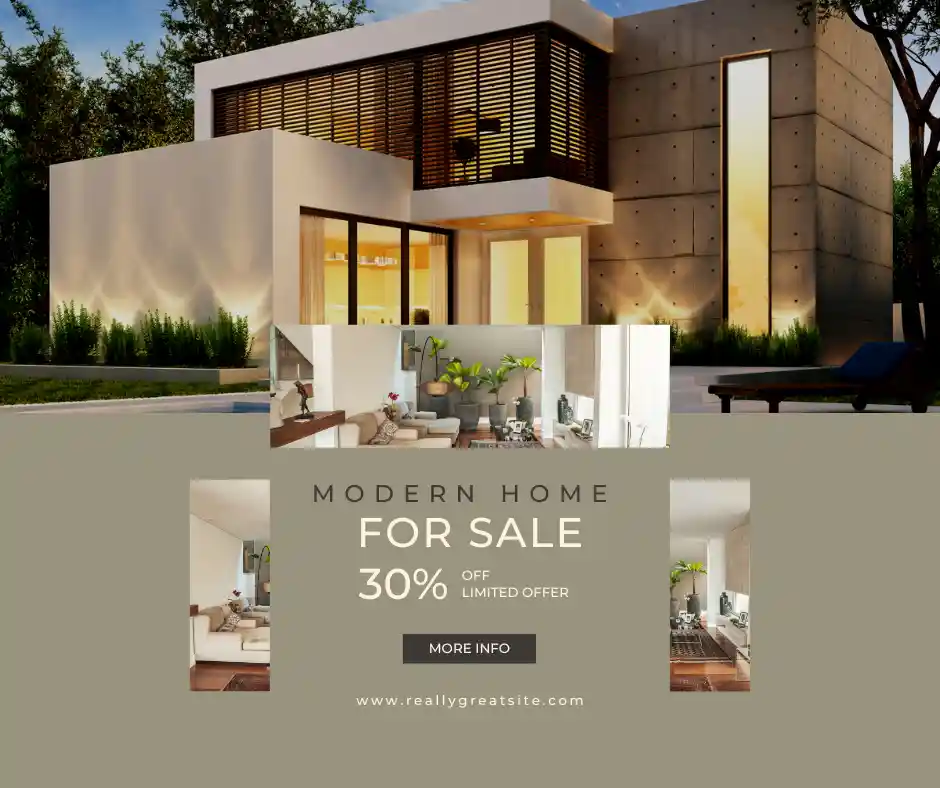 MODERN HOME
FOR SALE
30%
OFF
LIMITED OFFER
MORE INFO
www.reallygreatsite.com